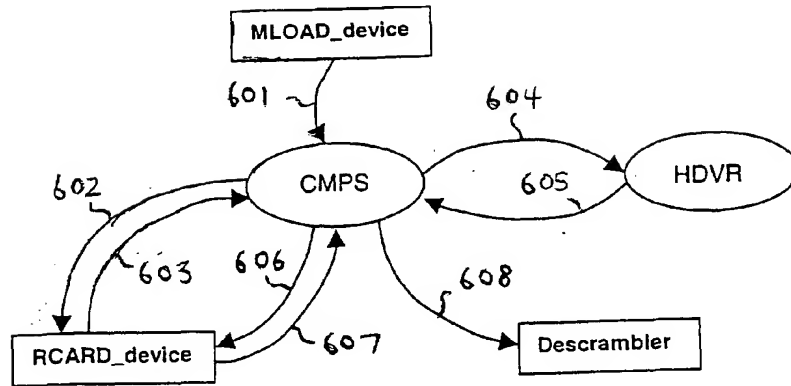 MLOAD_device
601
604
CMPS
605
HDVR
602
603
606
608
607
RCARD_device
Descrambler